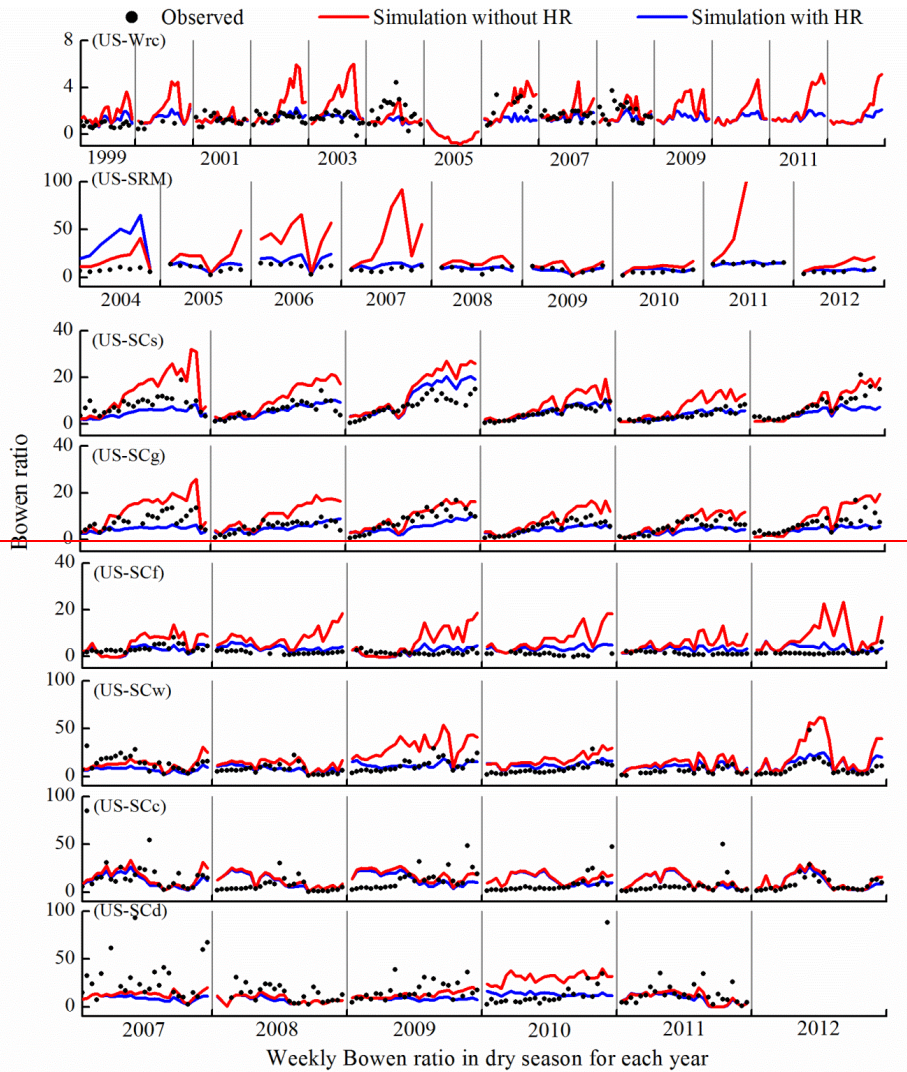 Observed Simulation without HR Simulation with HR
(US-Wrc)
8
4
0
1999 2001 2003 2005 2007 2009 2011
(US-SRM)
100
50
0
2004 2005 2006 2007 2008 2009 2010 2011 2012
(US-SCs)
40
20
0
(US-SCg)
40
20
0
Bowen ratio
(US-SCf)
40
20
0
(US-SCw)
100
50
0
(US-SCc)
100
50
0
(US-SCd)
100
50
0
2007 2008 2009 2010 2011 2012
Weekly Bowen ratio in dry season for each year